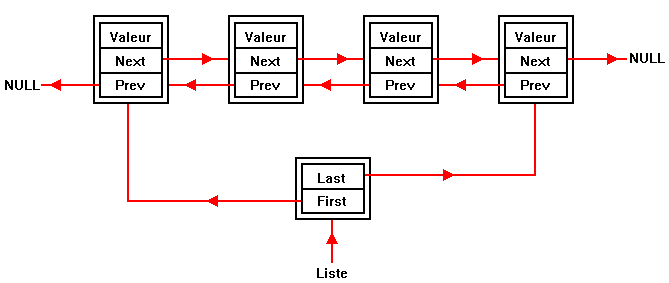 Valeur Valeur Valeur Valeur
Next Next Next Next NULL
NULL Prev Prev Prev Prev
Last
First
Liste